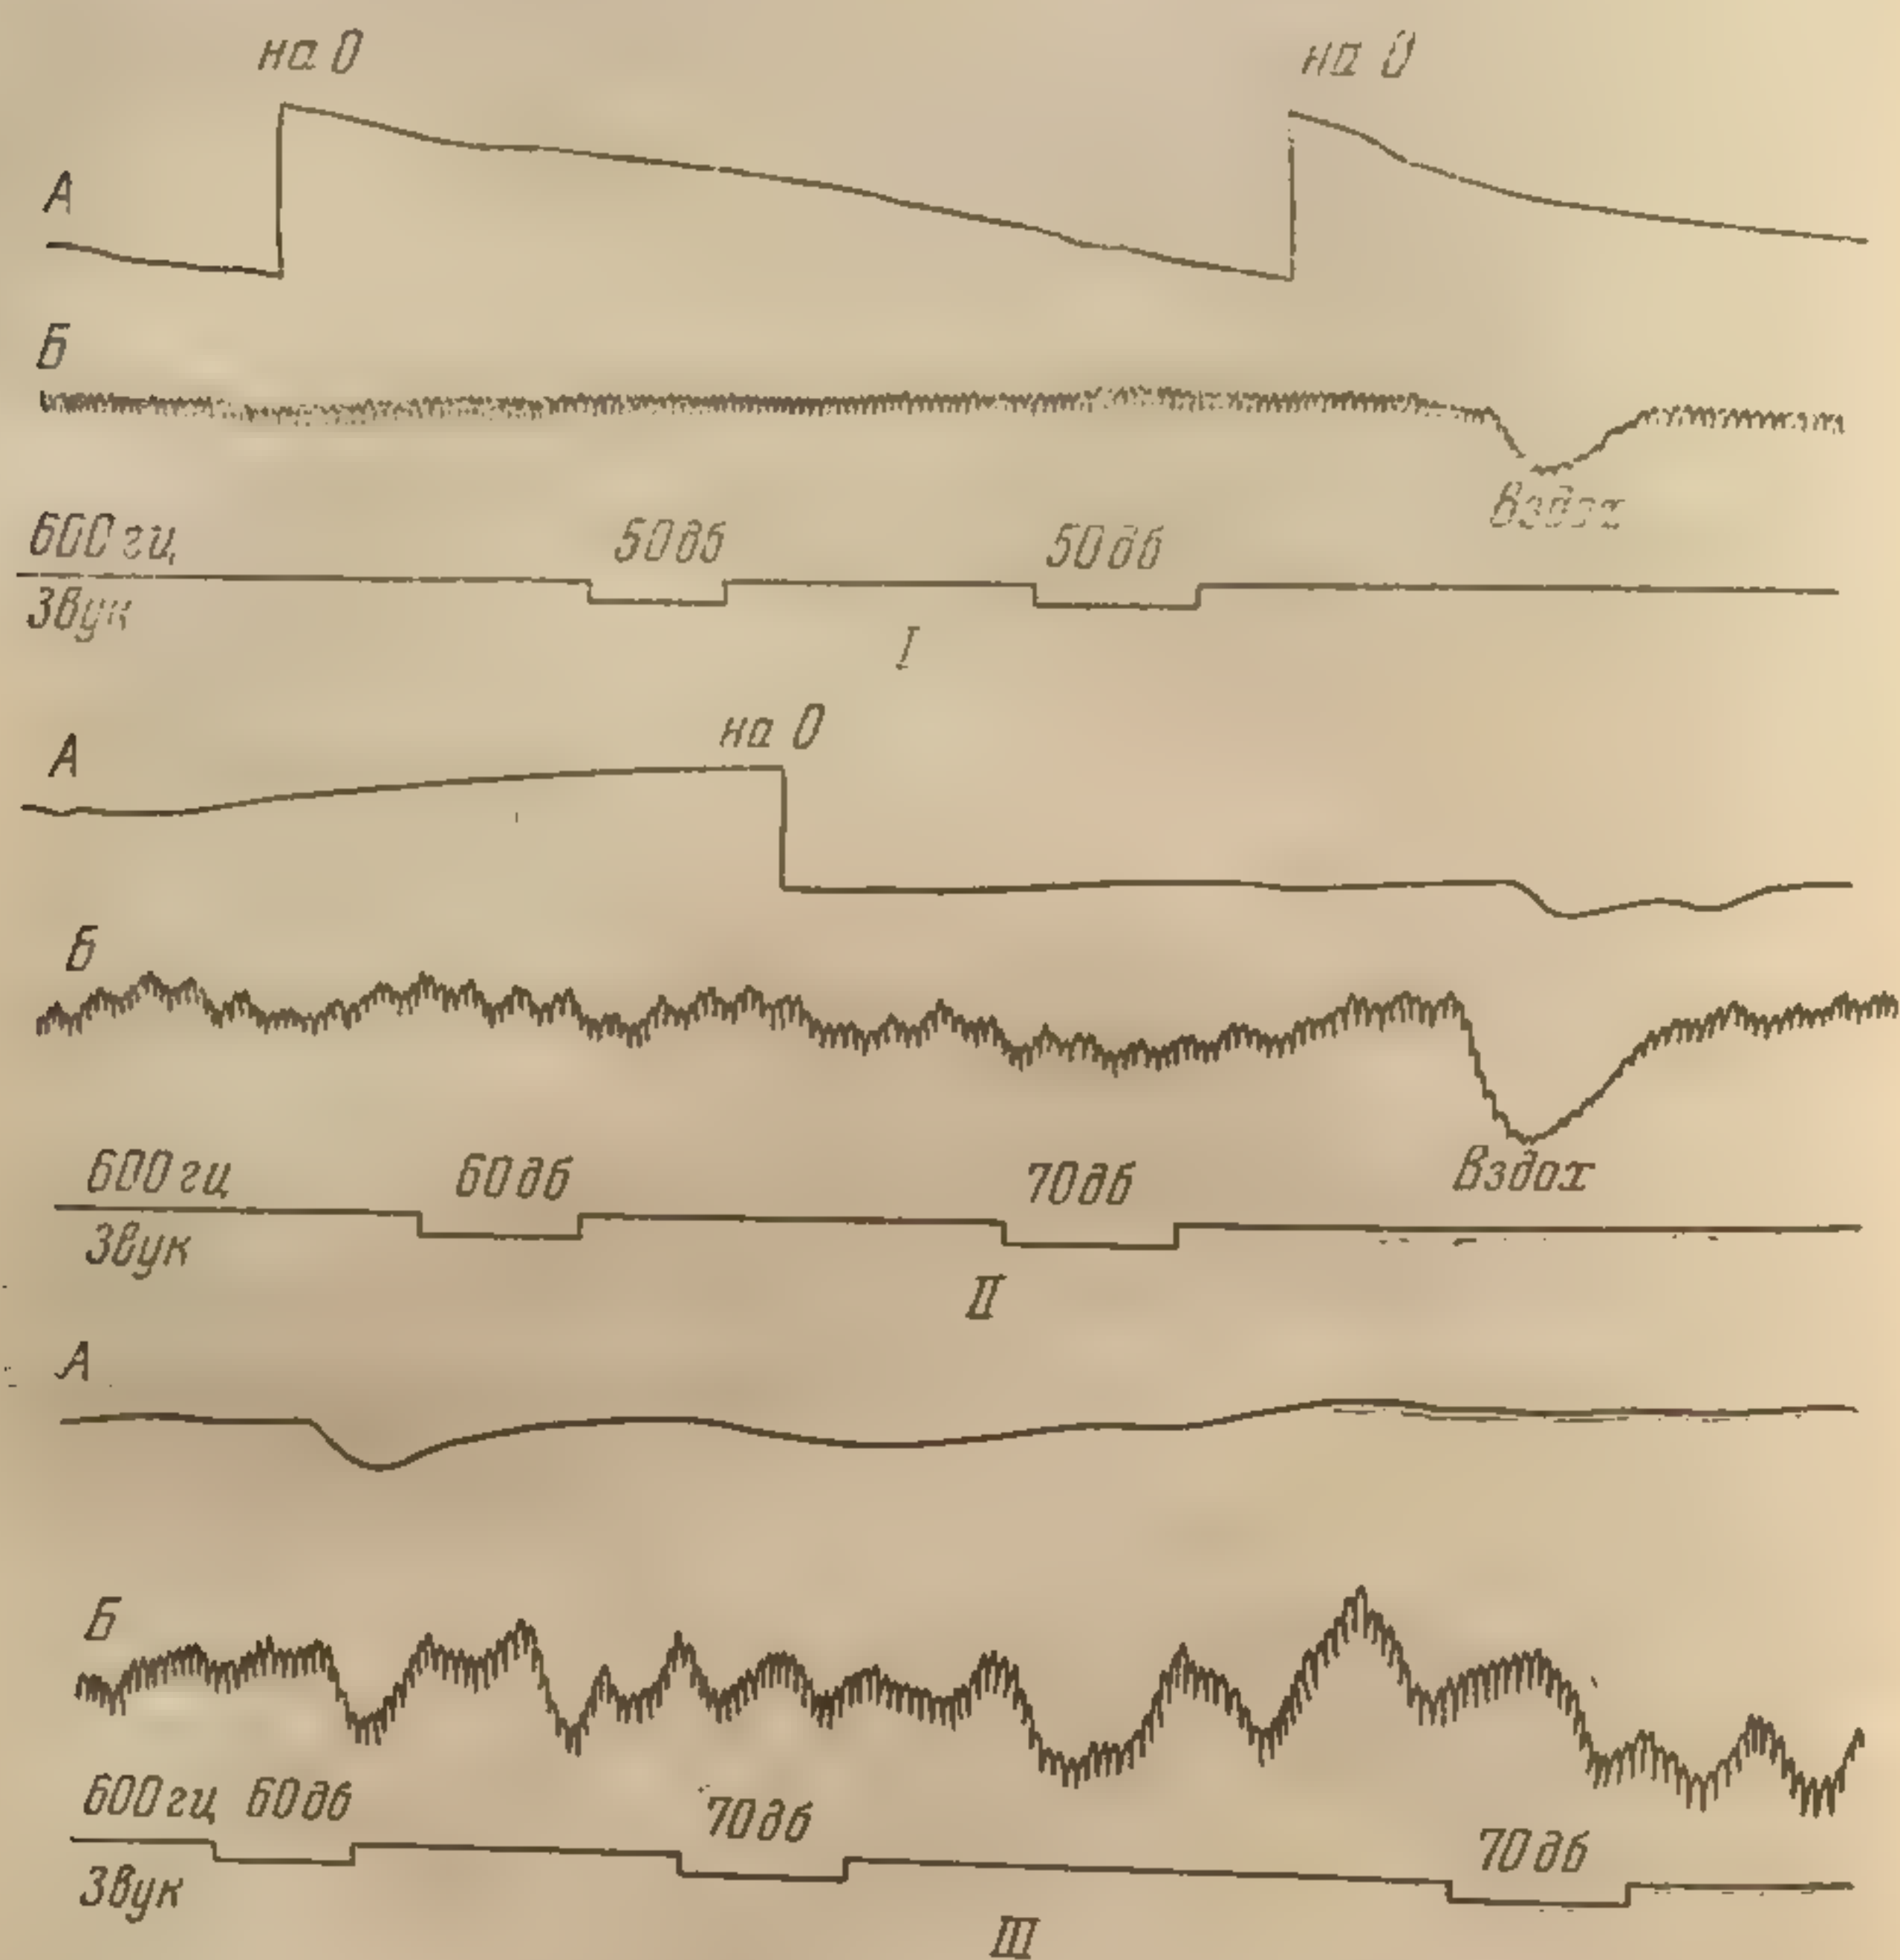 на 0 на 0
А
Б
Вздох
600 гц 50 дб 50 дб
Звук
I
на 0
А
Б
Вздох
600 гц 60 дб 70 дб
Звук
II
А
Б
600 гц 60 дб 70 дб 70 дб
Звук
III